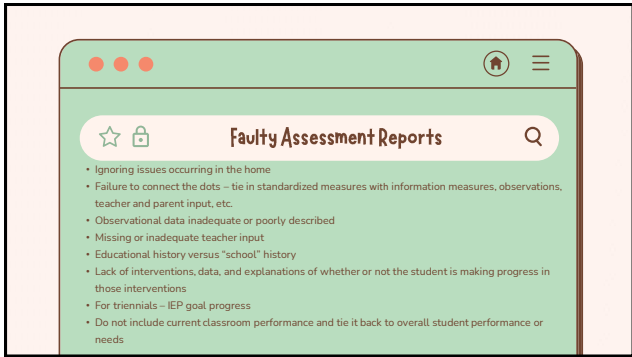 Faulty Assessment Reports
• Ignoring issues occurring in the home
• Failure to connect the dots – tie in standardized measures with information measures, observations,
teacher and parent input, etc.
• Observational data inadequate or poorly described
• Missing or inadequate teacher input
• Educational history versus “school” history
• Lack of interventions, data, and explanations of whether or not the student is making progress in
those interventions
• For triennials – IEP goal progress
• Do not include current classroom performance and tie it back to overall student performance or
needs